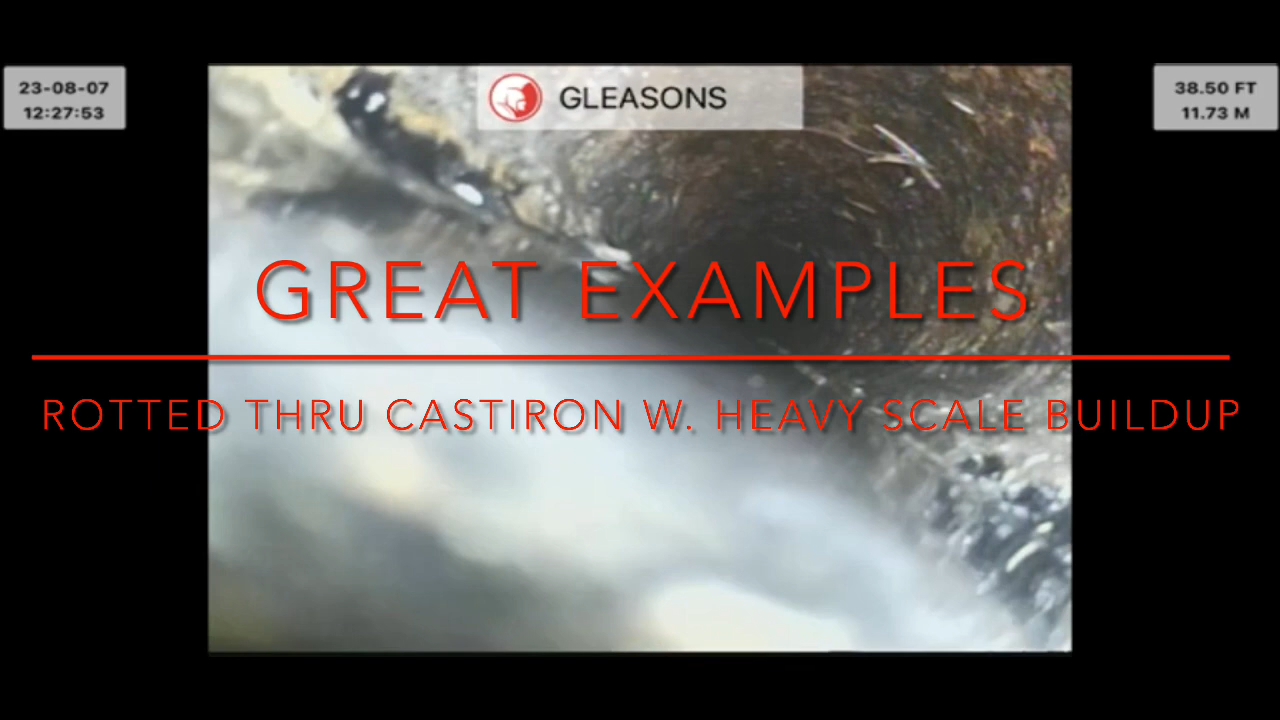 23-08-07
12:27:53
GLEASONS
38.50 FT
11.73 M
GREAT EXAMPLES
ROTTED THRU CASTIRON W. HEAVY SCALE BUILDUP